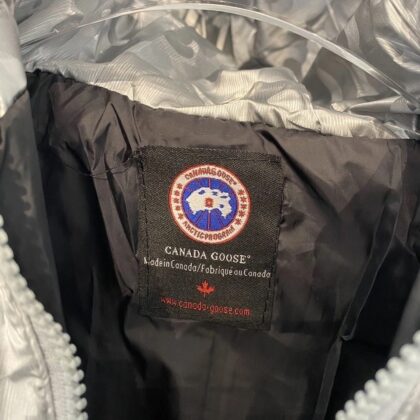 CANADA GOOSE®
ARCTIC PROGRAM
CANADA GOOSE®
Made in Canada/Fabriqué au Canada
www.canada-goose.com